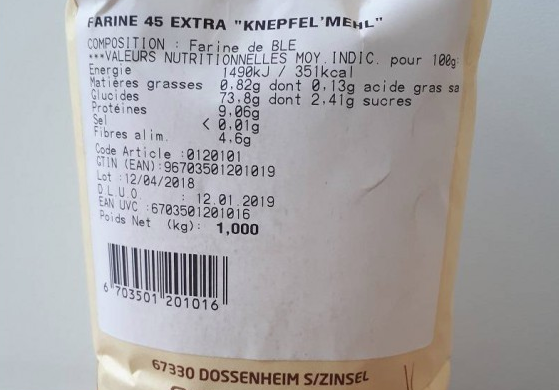 FARINE 45 EXTRA "KNEPFEL'MEHL"
COMPOSITION : Farine de BLE
***VALEURS NUTRITIONNELLES MOY.INDIC. pour 100g:
Energie 1490kJ / 351kcal
Matières grasses 0,82g dont 0,13g acide gras sa
Glucides 73,8g dont 2,41g sucres
Protéines 9,06g
Sel < 0,01g
Fibres alim. 4,6g
Code Article :0120101
GTIN (EAN):96703501201019
Lot :12/04/2018
D.L.U.O : 12.01.2019
EAN UVC :6703501201016
Poids Net (kg): 1,000
6 703501 201016
67330 DOSSENHEIM S/ZINSEL